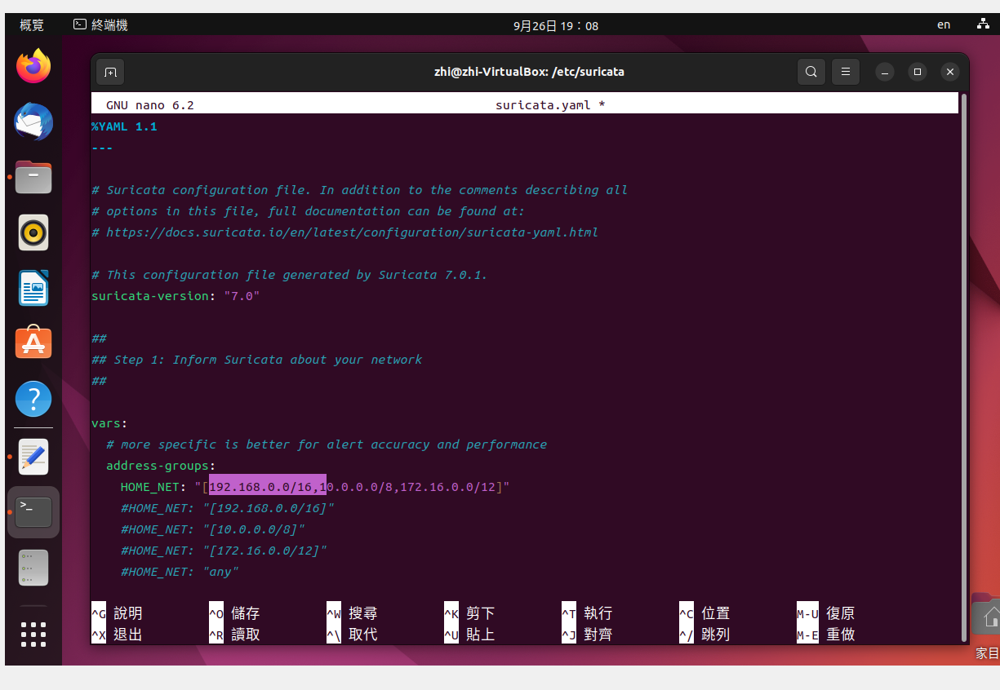 概覽 終端機 9月26日 19：08 en
zhi@zhi-VirtualBox: /etc/suricata
GNU nano 6.2 suricata.yaml *
%YAML 1.1
---
# Suricata configuration file. In addition to the comments describing all
# options in this file, full documentation can be found at:
# https://docs.suricata.io/en/latest/configuration/suricata-yaml.html
# This configuration file generated by Suricata 7.0.1.
suricata-version: "7.0"
##
## Step 1: Inform Suricata about your network
##
vars:
# more specific is better for alert accuracy and performance
address-groups:
HOME_NET: "[192.168.0.0/16,10.0.0.0/8,172.16.0.0/12]"
#HOME_NET: "[192.168.0.0/16]"
#HOME_NET: "[10.0.0.0/8]"
#HOME_NET: "[172.16.0.0/12]"
#HOME_NET: "any"
^G 說明 ^O 儲存 ^W 搜尋 ^K 剪下 ^T 執行 ^C 位置 M-U 復原
^X 退出 ^R 讀取 ^\ 取代 ^U 貼上 ^J 對齊 ^/ 跳列 M-E 重做
家目